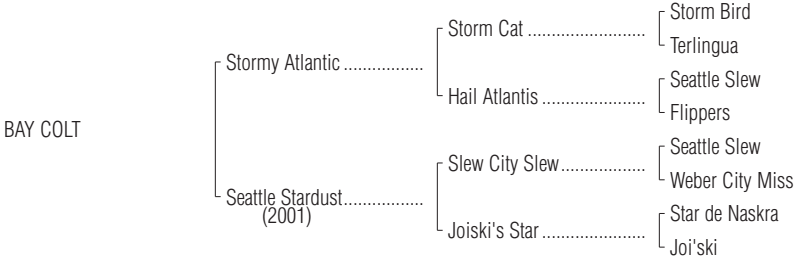 Storm Bird
Storm Cat ........................
Terlingua
Stormy Atlantic .................
Seattle Slew
Hail Atlantis ......................
Flippers
BAY COLT
Seattle Slew
Slew City Slew..................
Weber City Miss
Seattle Stardust.................
(2001)
Star de Naskra
Joiski's Star ......................
Joi'ski